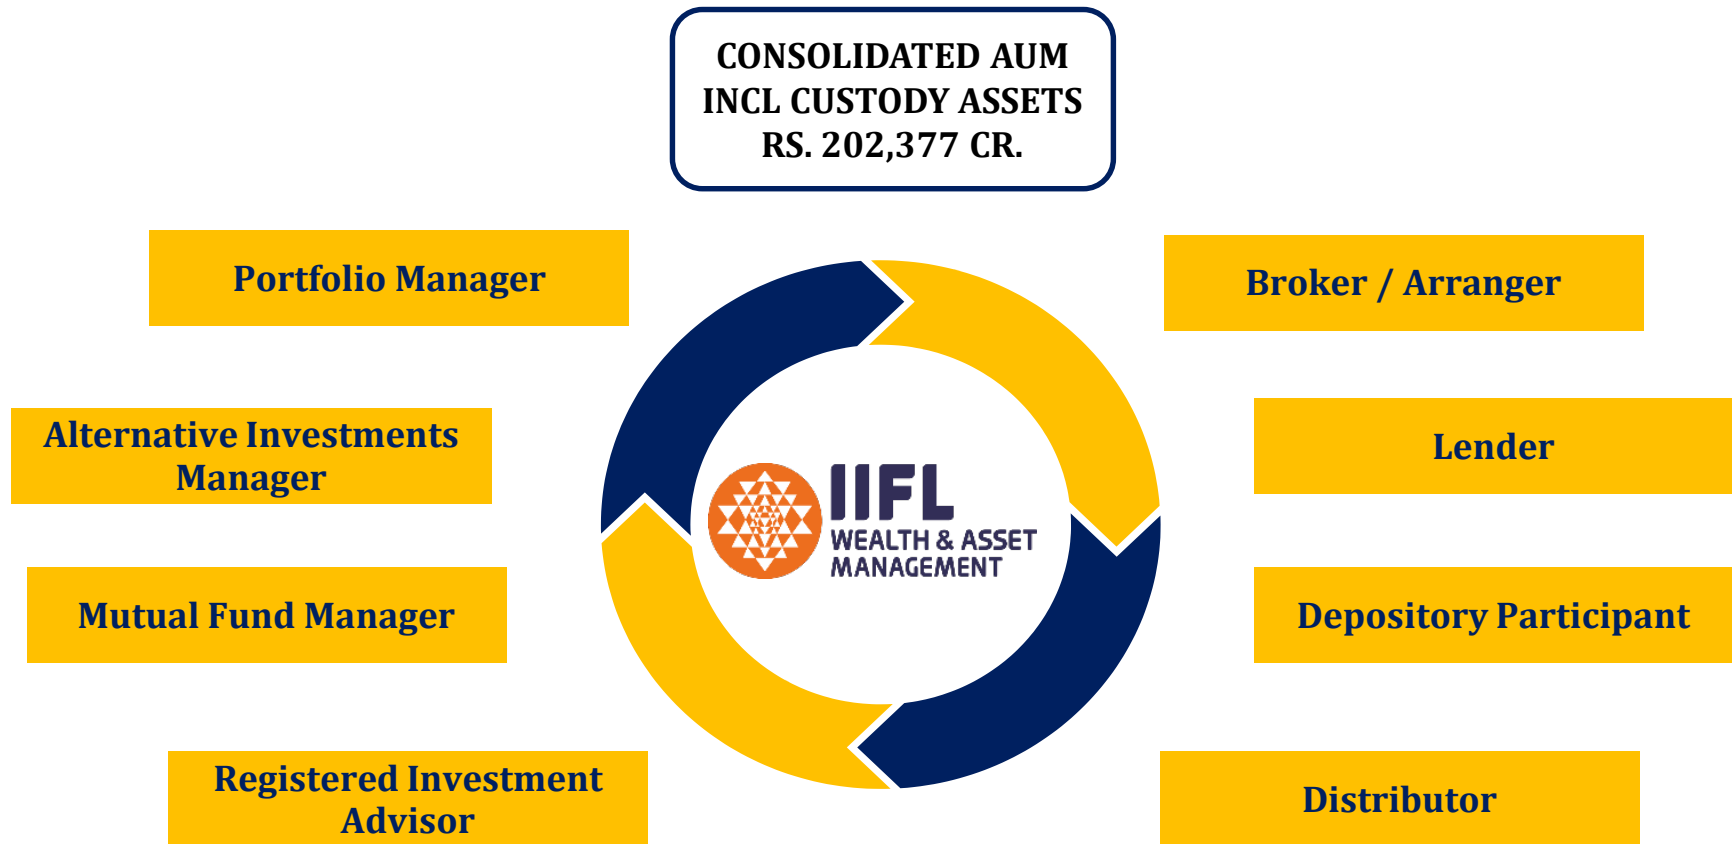 CONSOLIDATED AUM
INCL CUSTODY ASSETS
RS. 202,377 CR.
Portfolio Manager
Broker / Arranger
Alternative Investments
Manager
Lender
IIFL
WEALTH & ASSET
MANAGEMENT
Mutual Fund Manager
Depository Participant
Registered Investment
Advisor
Distributor